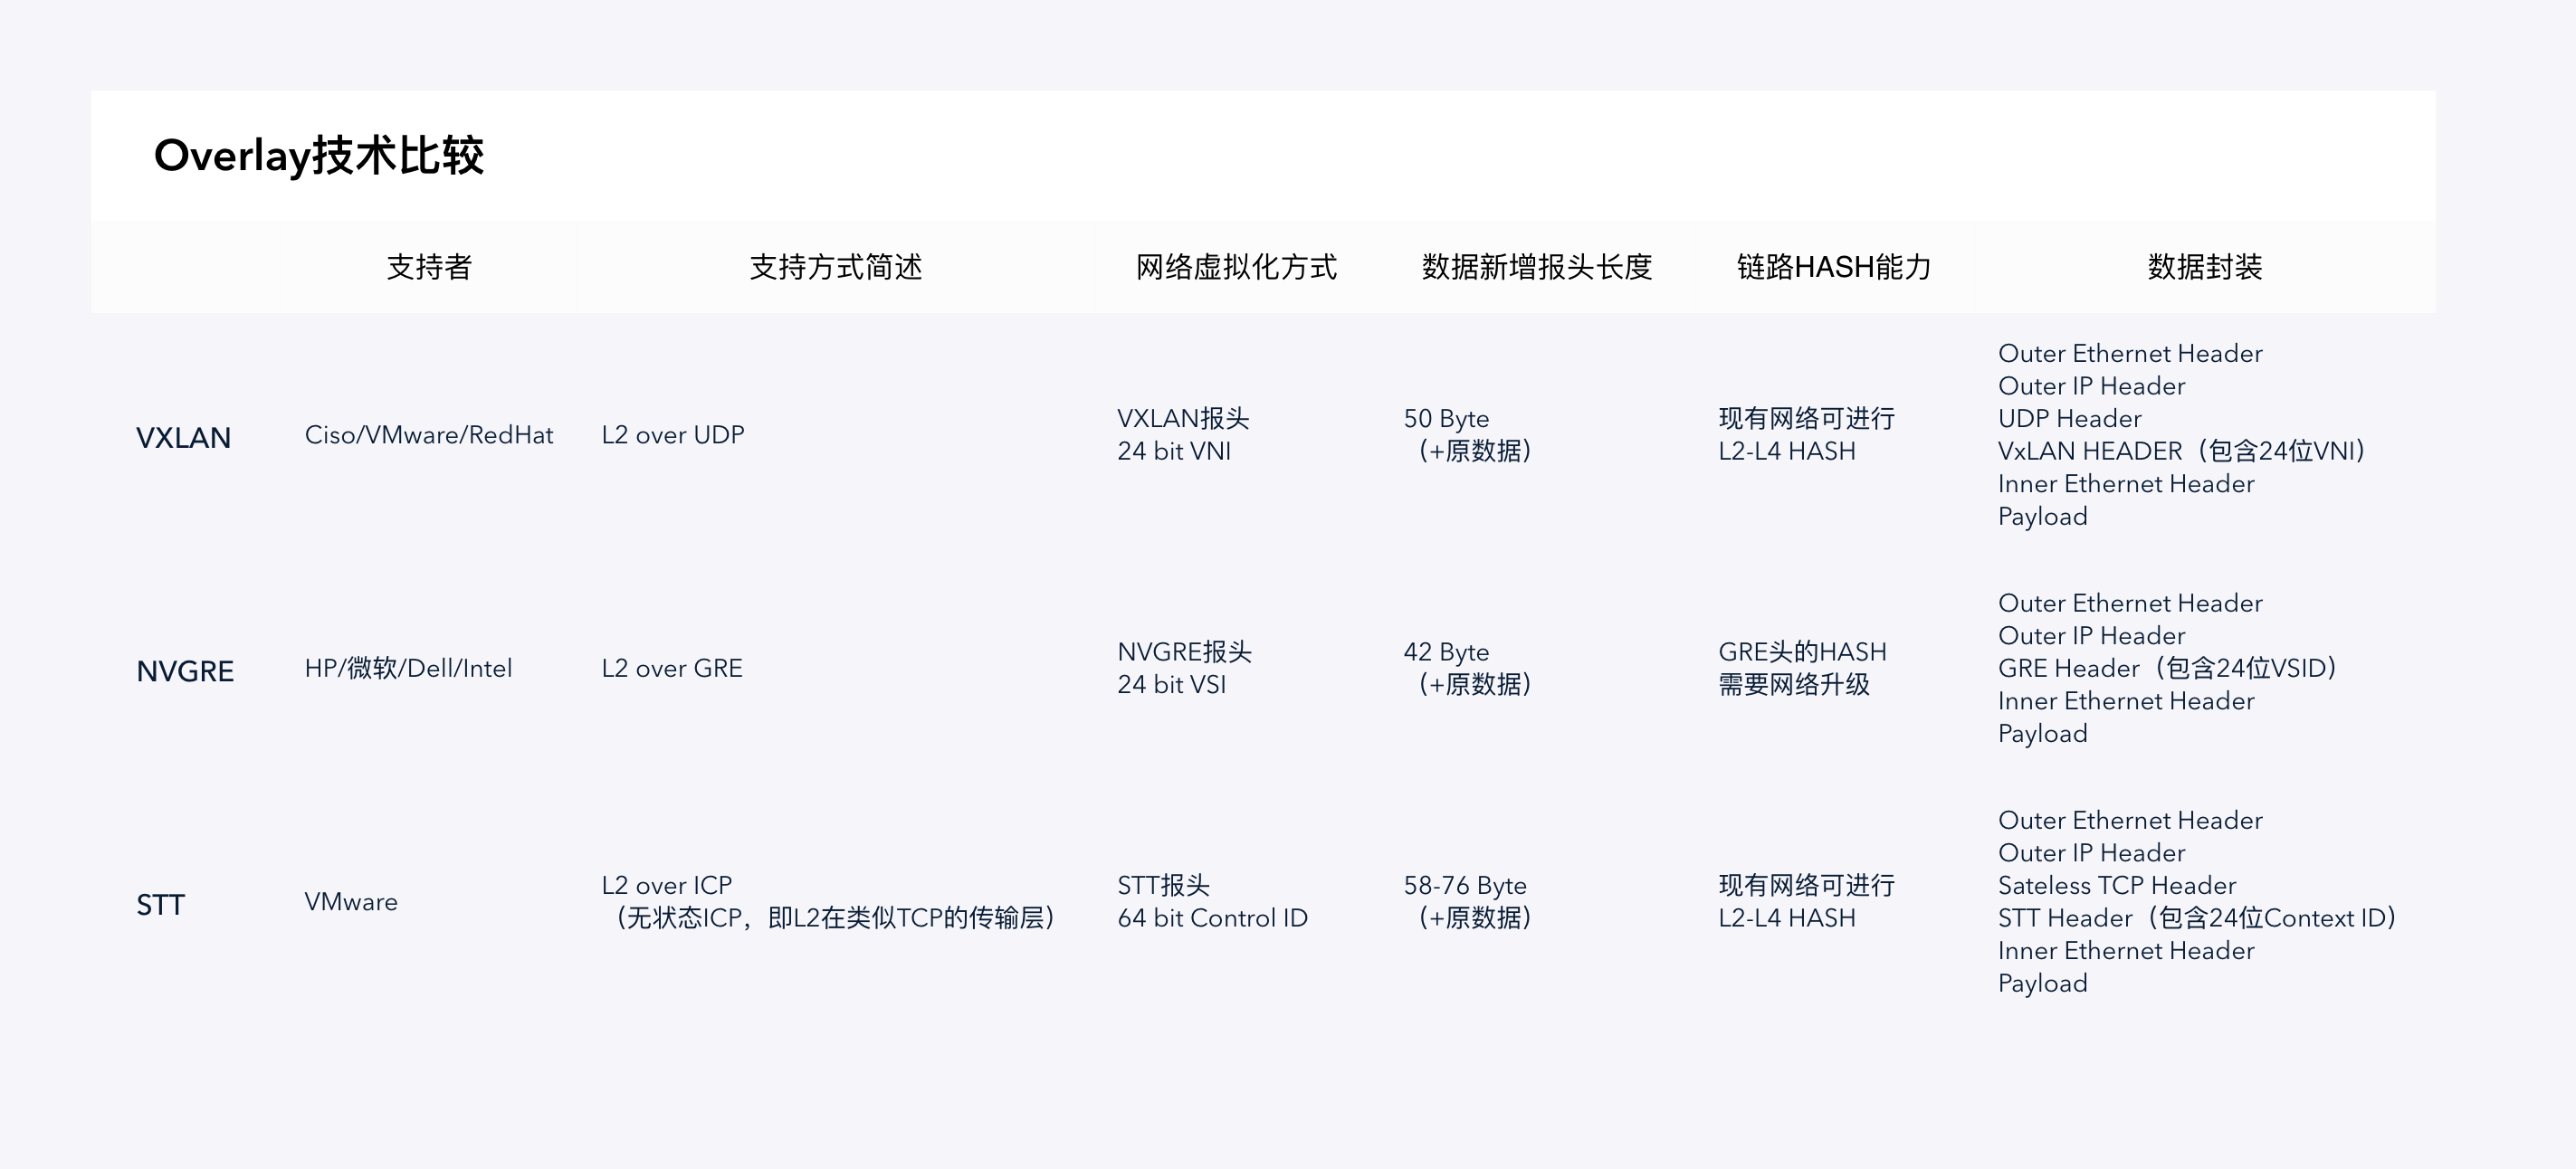 Overlay技术比较
支持者 支持方式简述 网络虚拟化方式 数据新增报头长度 链路HASH能力 数据封装
VXLAN
Ciso/VMware/RedHat
L2 over UDP
VXLAN报头
24 bit VNI
50 Byte
（+原数据）
现有网络可进行
L2-L4 HASH
Outer Ethernet Header
Outer IP Header
UDP Header
VxLAN HEADER（包含24位VNI）
Inner Ethernet Header
Payload
NVGRE
HP/微软/Dell/Intel
L2 over GRE
NVGRE报头
24 bit VSI
42 Byte
（+原数据）
GRE头的HASH
需要网络升级
Outer Ethernet Header
Outer IP Header
GRE Header（包含24位VSID）
Inner Ethernet Header
Payload
STT
VMware
L2 over ICP
（无状态ICP，即L2在类似TCP的传输层）
STT报头
64 bit Control ID
58-76 Byte
（+原数据）
现有网络可进行
L2-L4 HASH
Outer Ethernet Header
Outer IP Header
Sateless TCP Header
STT Header（包含24位Context ID）
Inner Ethernet Header
Payload